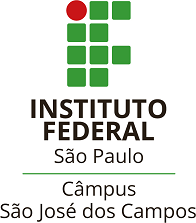 INSTITUTO
FEDERAL
São Paulo
Câmpus
São José dos Campos